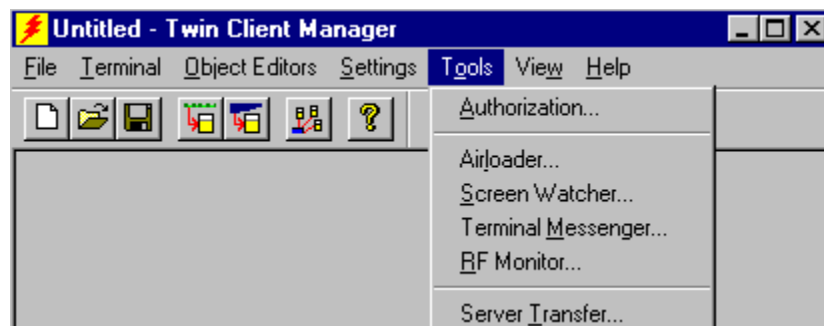 Untitled - Twin Client Manager
File Terminal Object Editors Settings Tools View Help
Authorization...
Airloader...
Screen Watcher...
Terminal Messenger...
RF Monitor...
Server Transfer...